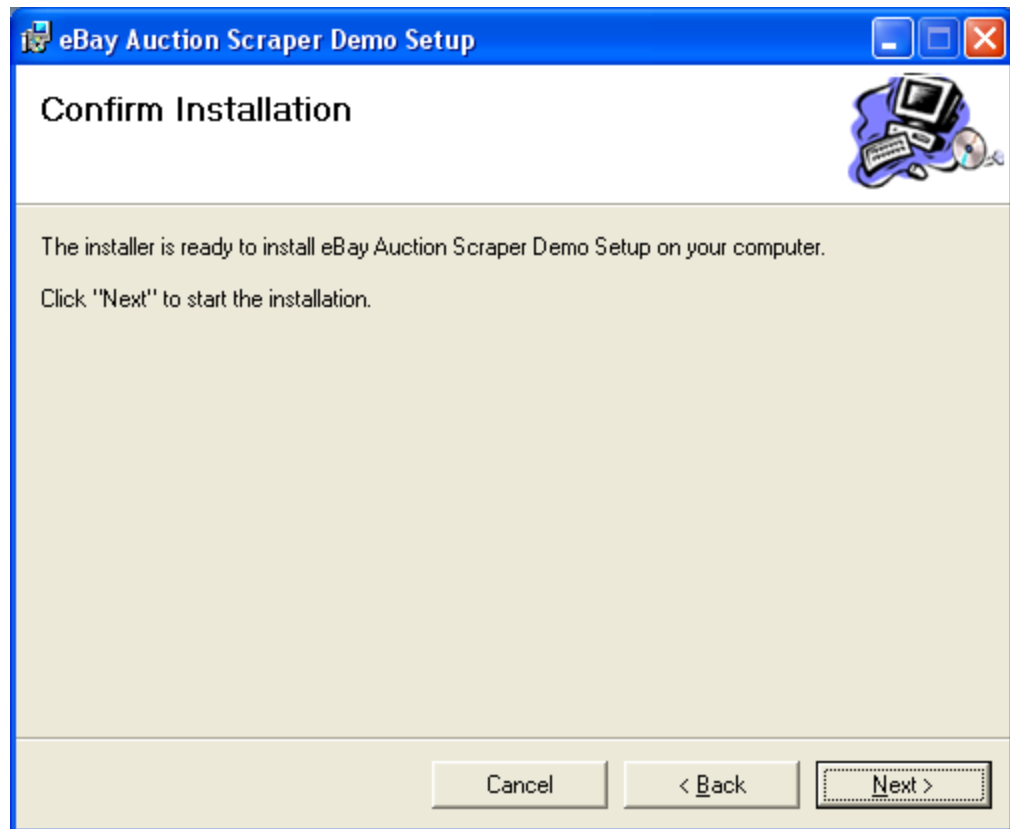 eBay Auction Scraper Demo Setup
Confirm Installation
The installer is ready to install eBay Auction Scraper Demo Setup on your computer.
Click "Next" to start the installation.
Cancel
< Back
Next >